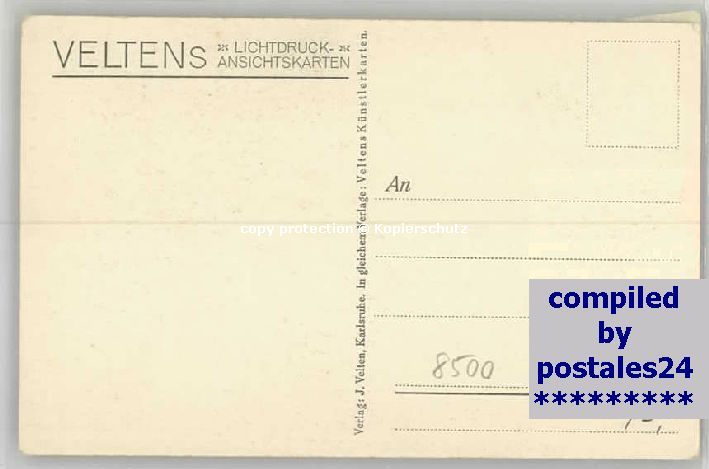 VELTENS ※ LICHTDRUCK- ※
ANSICHTSKARTEN
Verlag: J. Velten, Karlsruhe. In gleichem Verlage: Veltens Künstlerkarten.
An
copy protection @ Kopierschutz
8500
compiled
by
postales24
*********